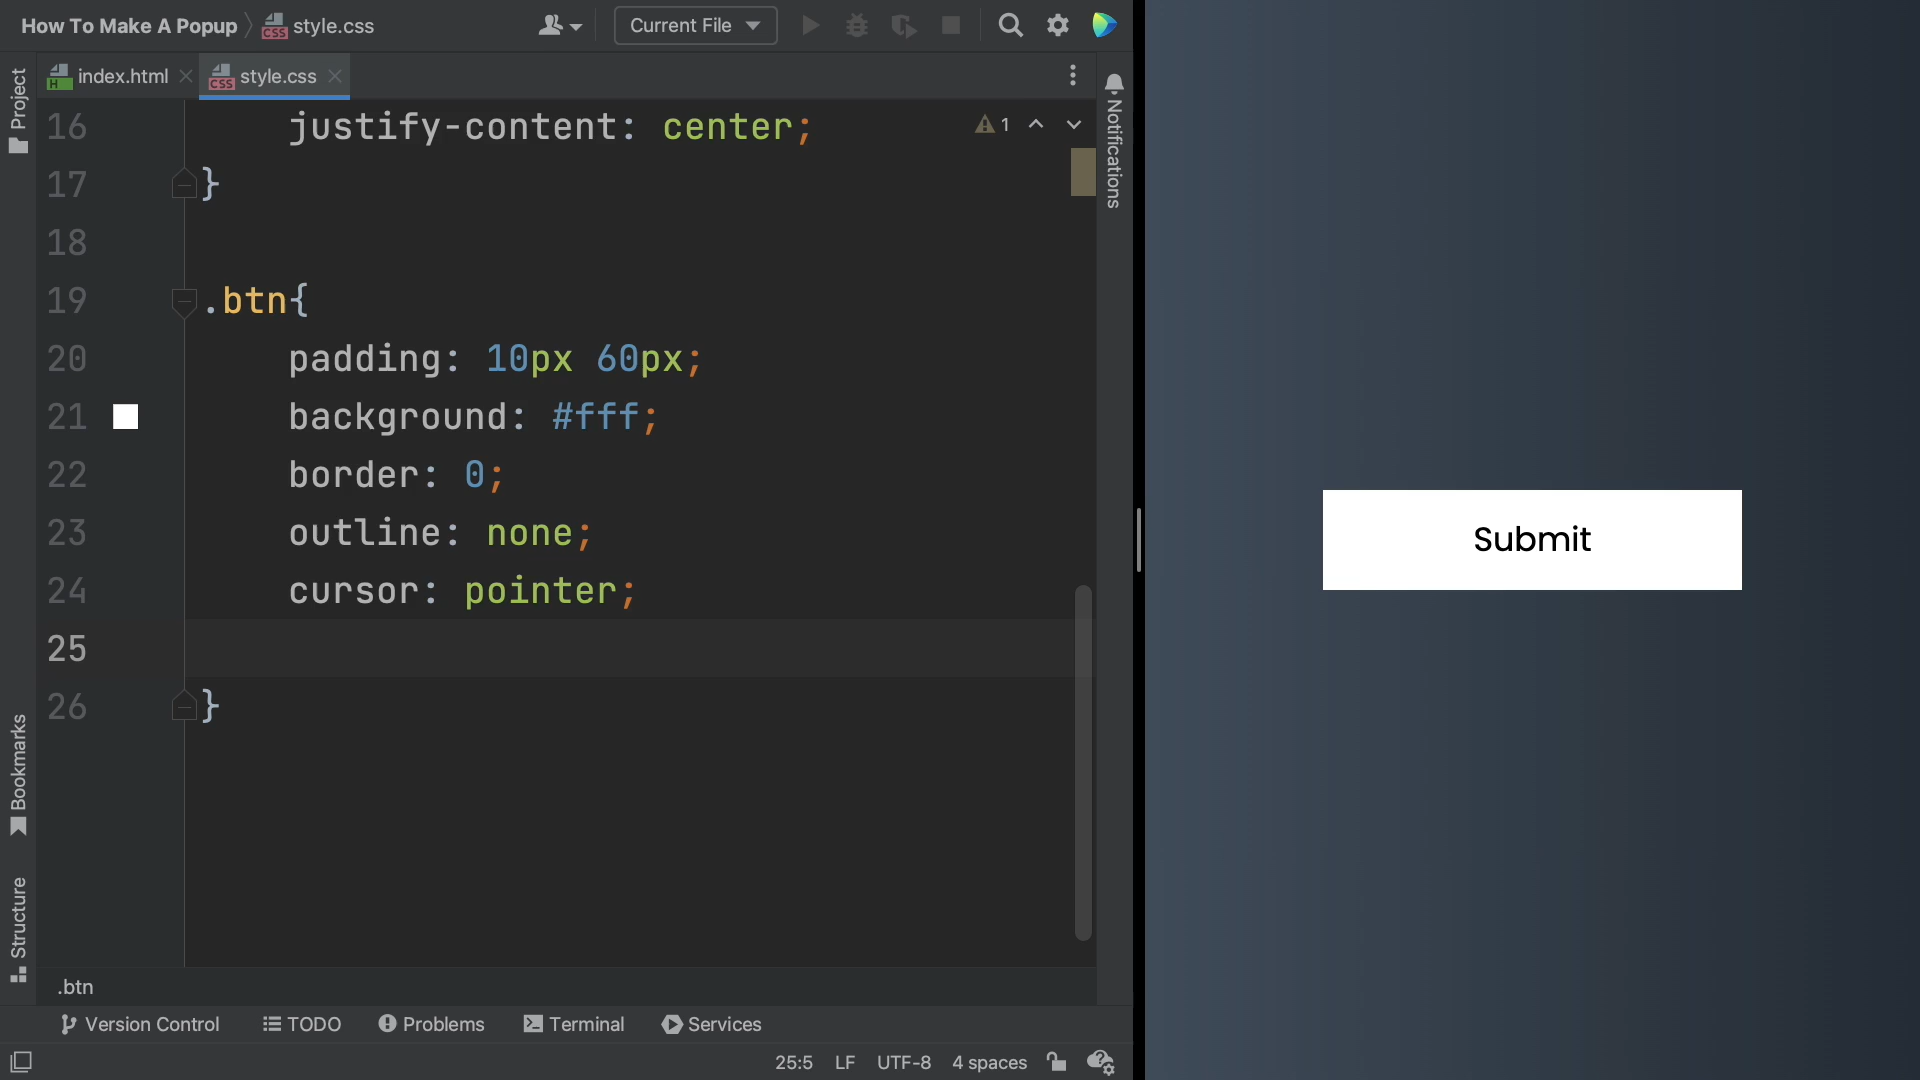 How To Make A Popup style.css
Current File
index.html style.css
Project
Notifications
1
16 justify-content: center;
17 }
18
19 .btn{
20 padding: 10px 60px;
21 background: #fff;
22 border: 0;
23 outline: none;
24 cursor: pointer;
25
26 }
Bookmarks
Structure
.btn
Version Control TODO Problems Terminal Services
25:5 LF UTF-8 4 spaces
Submit